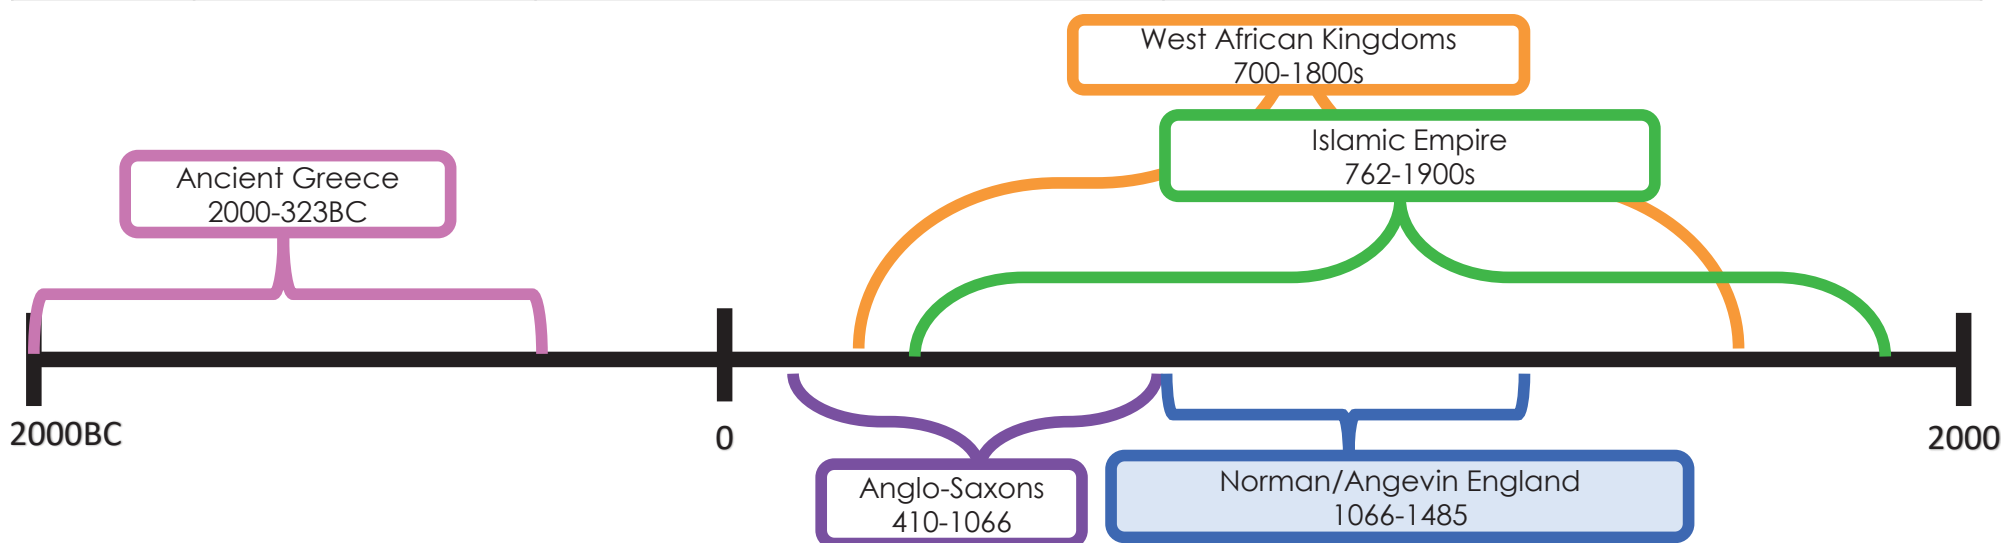 West African Kingdoms
700-1800s
Islamic Empire
762-1900s
Ancient Greece
2000-323BC
2000BC
0
2000
Anglo-Saxons
410-1066
Norman/Angevin England
1066-1485